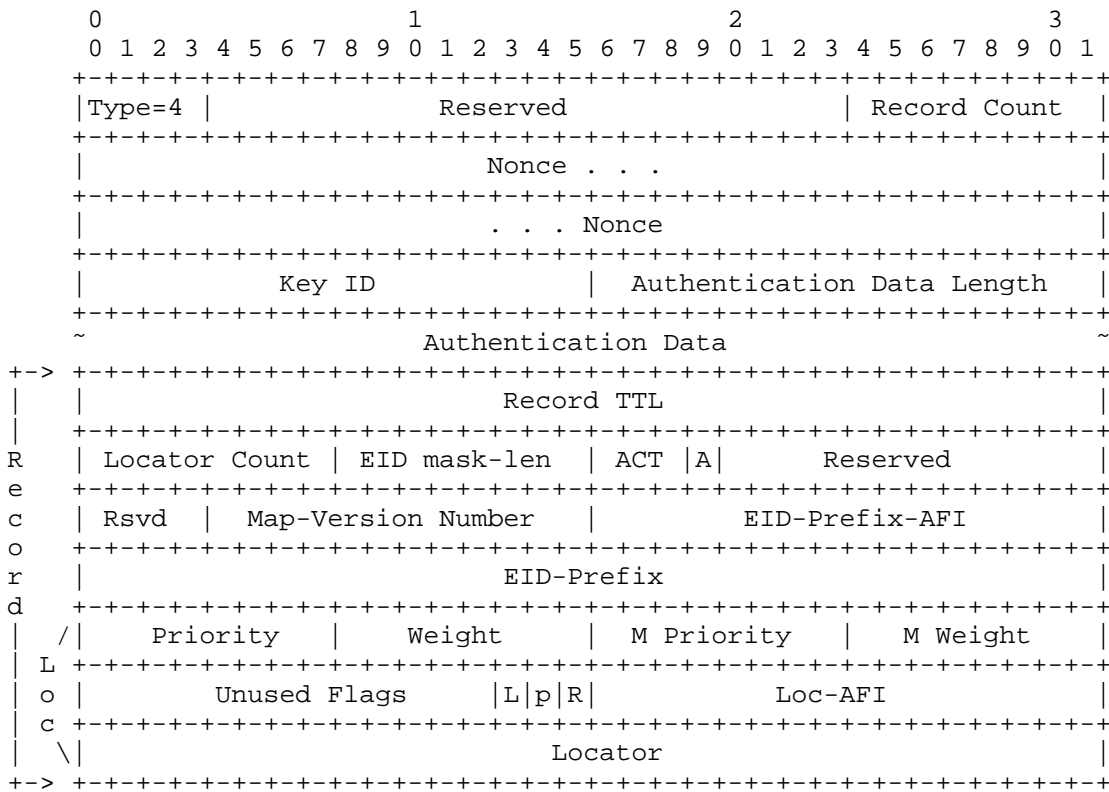 0                   1                   2                   3
        0 1 2 3 4 5 6 7 8 9 0 1 2 3 4 5 6 7 8 9 0 1 2 3 4 5 6 7 8 9 0 1
       +-+-+-+-+-+-+-+-+-+-+-+-+-+-+-+-+-+-+-+-+-+-+-+-+-+-+-+-+-+-+-+-+
       |Type=4 |              Reserved                 | Record Count  |
       +-+-+-+-+-+-+-+-+-+-+-+-+-+-+-+-+-+-+-+-+-+-+-+-+-+-+-+-+-+-+-+-+
       |                         Nonce . . .                           |
       +-+-+-+-+-+-+-+-+-+-+-+-+-+-+-+-+-+-+-+-+-+-+-+-+-+-+-+-+-+-+-+-+
       |                         . . . Nonce                           |
       +-+-+-+-+-+-+-+-+-+-+-+-+-+-+-+-+-+-+-+-+-+-+-+-+-+-+-+-+-+-+-+-+
       |            Key ID             |  Authentication Data Length   |
       +-+-+-+-+-+-+-+-+-+-+-+-+-+-+-+-+-+-+-+-+-+-+-+-+-+-+-+-+-+-+-+-+
       ~                     Authentication Data                       ~
   +-> +-+-+-+-+-+-+-+-+-+-+-+-+-+-+-+-+-+-+-+-+-+-+-+-+-+-+-+-+-+-+-+-+
   |   |                          Record TTL                           |
   |   +-+-+-+-+-+-+-+-+-+-+-+-+-+-+-+-+-+-+-+-+-+-+-+-+-+-+-+-+-+-+-+-+
   R   | Locator Count | EID mask-len  | ACT |A|      Reserved         |
   e   +-+-+-+-+-+-+-+-+-+-+-+-+-+-+-+-+-+-+-+-+-+-+-+-+-+-+-+-+-+-+-+-+
   c   | Rsvd  |  Map-Version Number   |         EID-Prefix-AFI        |
   o   +-+-+-+-+-+-+-+-+-+-+-+-+-+-+-+-+-+-+-+-+-+-+-+-+-+-+-+-+-+-+-+-+
   r   |                          EID-Prefix                           |
   d   +-+-+-+-+-+-+-+-+-+-+-+-+-+-+-+-+-+-+-+-+-+-+-+-+-+-+-+-+-+-+-+-+
   |  /|    Priority   |    Weight     |  M Priority   |   M Weight    |
   | L +-+-+-+-+-+-+-+-+-+-+-+-+-+-+-+-+-+-+-+-+-+-+-+-+-+-+-+-+-+-+-+-+
   | o |        Unused Flags     |L|p|R|           Loc-AFI             |
   | c +-+-+-+-+-+-+-+-+-+-+-+-+-+-+-+-+-+-+-+-+-+-+-+-+-+-+-+-+-+-+-+-+
   |  \|                             Locator                           |
   +-> +-+-+-+-+-+-+-+-+-+-+-+-+-+-+-+-+-+-+-+-+-+-+-+-+-+-+-+-+-+-+-+-+